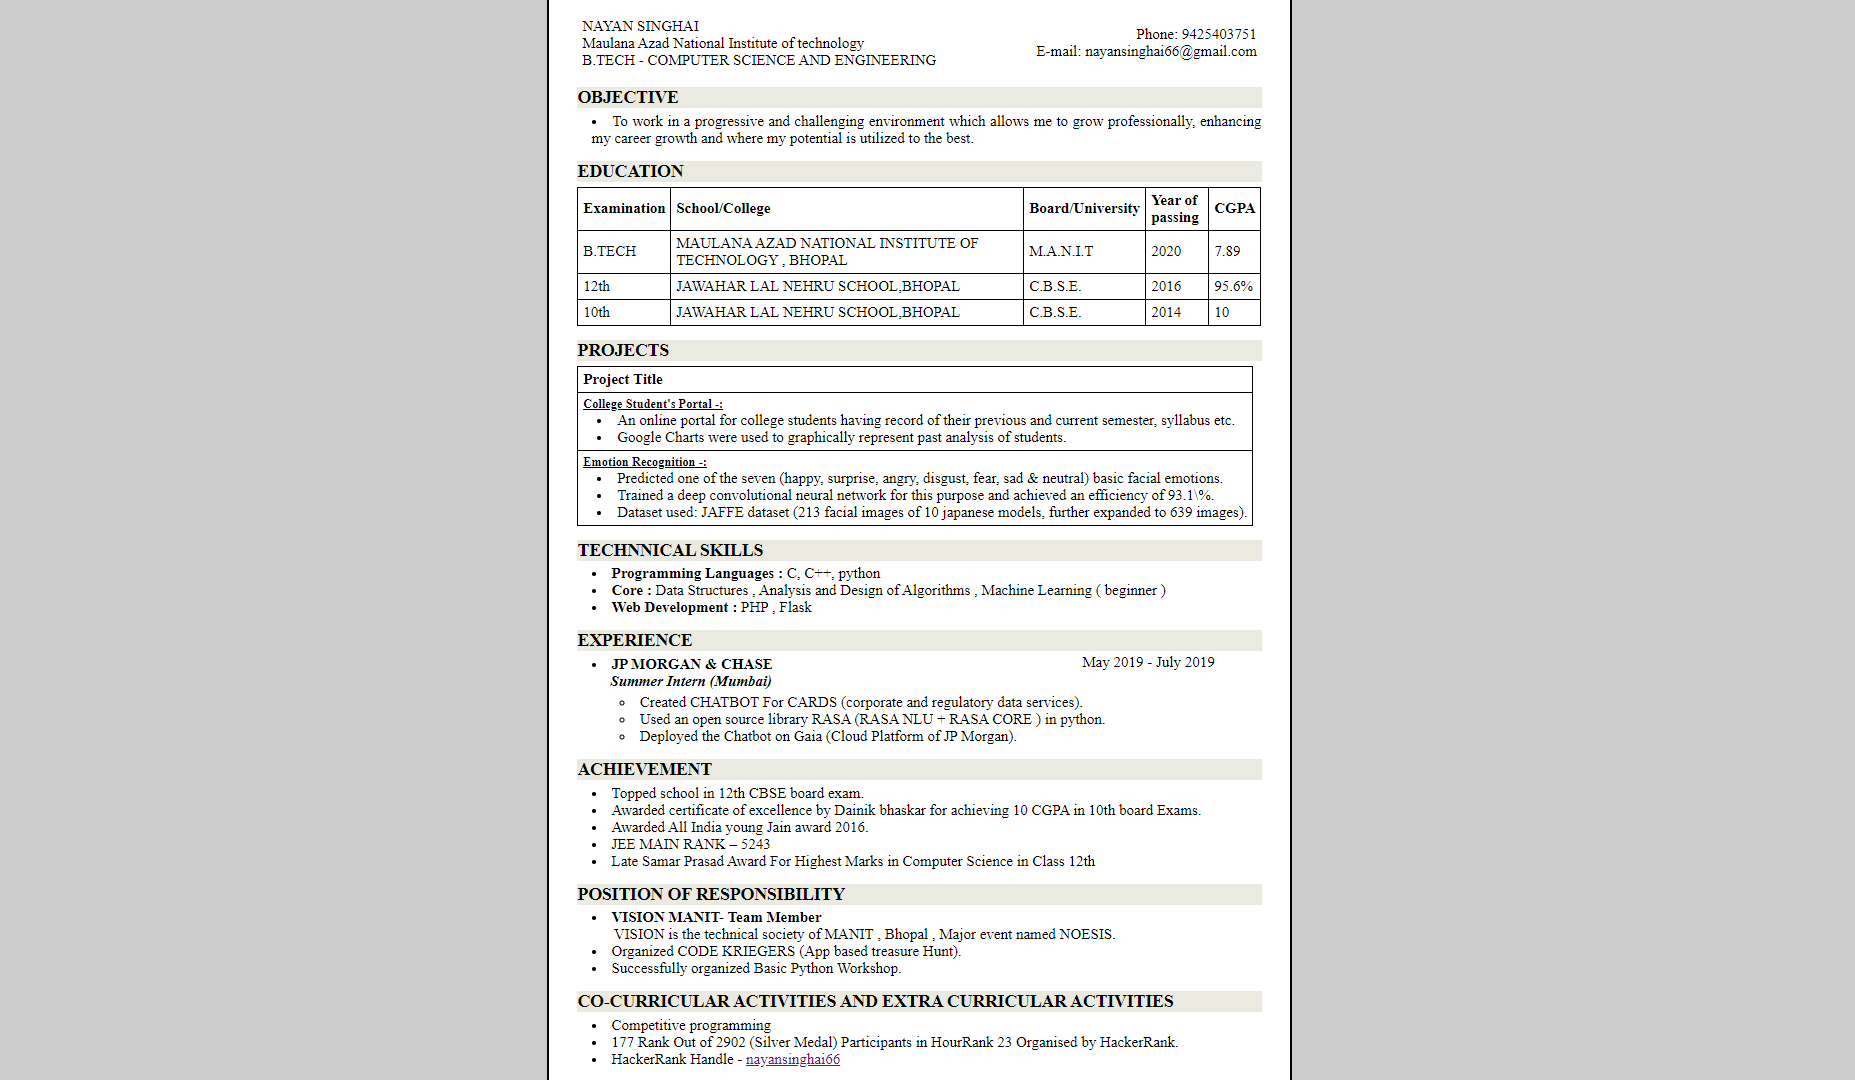 NAYAN SINGHAI
Maulana Azad National Institute of technology
B.TECH - COMPUTER SCIENCE AND ENGINEERING
Phone: 9425403751
E-mail: nayansinghai66@gmail.com
OBJECTIVE
• To work in a progressive and challenging environment which allows me to grow professionally, enhancing
my career growth and where my potential is utilized to the best.
EDUCATION
Examination School/College Board/University Year of passing CGPA
B.TECH MAULANA AZAD NATIONAL INSTITUTE OF TECHNOLOGY , BHOPAL M.A.N.I.T 2020 7.89
12th JAWAHAR LAL NEHRU SCHOOL,BHOPAL C.B.S.E. 2016 95.6%
10th JAWAHAR LAL NEHRU SCHOOL,BHOPAL C.B.S.E. 2014 10
PROJECTS
Project Title
College Student's Portal -:
• An online portal for college students having record of their previous and current semester, syllabus etc.
• Google Charts were used to graphically represent past analysis of students.
Emotion Recognition -:
• Predicted one of the seven (happy, surprise, angry, disgust, fear, sad & neutral) basic facial emotions.
• Trained a deep convolutional neural network for this purpose and achieved an efficiency of 93.1\%.
• Dataset used: JAFFE dataset (213 facial images of 10 japanese models, further expanded to 639 images).
TECHNNICAL SKILLS
• Programming Languages : C, C++, python
• Core : Data Structures , Analysis and Design of Algorithms , Machine Learning ( beginner )
• Web Development : PHP , Flask
EXPERIENCE
• JP MORGAN & CHASE May 2019 - July 2019
Summer Intern (Mumbai)
◦ Created CHATBOT For CARDS (corporate and regulatory data services).
◦ Used an open source library RASA (RASA NLU + RASA CORE ) in python.
◦ Deployed the Chatbot on Gaia (Cloud Platform of JP Morgan).
ACHIEVEMENT
• Topped school in 12th CBSE board exam.
• Awarded certificate of excellence by Dainik bhaskar for achieving 10 CGPA in 10th board Exams.
• Awarded All India young Jain award 2016.
• JEE MAIN RANK – 5243
• Late Samar Prasad Award For Highest Marks in Computer Science in Class 12th
POSITION OF RESPONSIBILITY
• VISION MANIT- Team Member
VISION is the technical society of MANIT , Bhopal , Major event named NOESIS.
• Organized CODE KRIEGERS (App based treasure Hunt).
• Successfully organized Basic Python Workshop.
CO-CURRICULAR ACTIVITIES AND EXTRA CURRICULAR ACTIVITIES
• Competitive programming
• 177 Rank Out of 2902 (Silver Medal) Participants in HourRank 23 Organised by HackerRank.
• HackerRank Handle - nayansinghai66